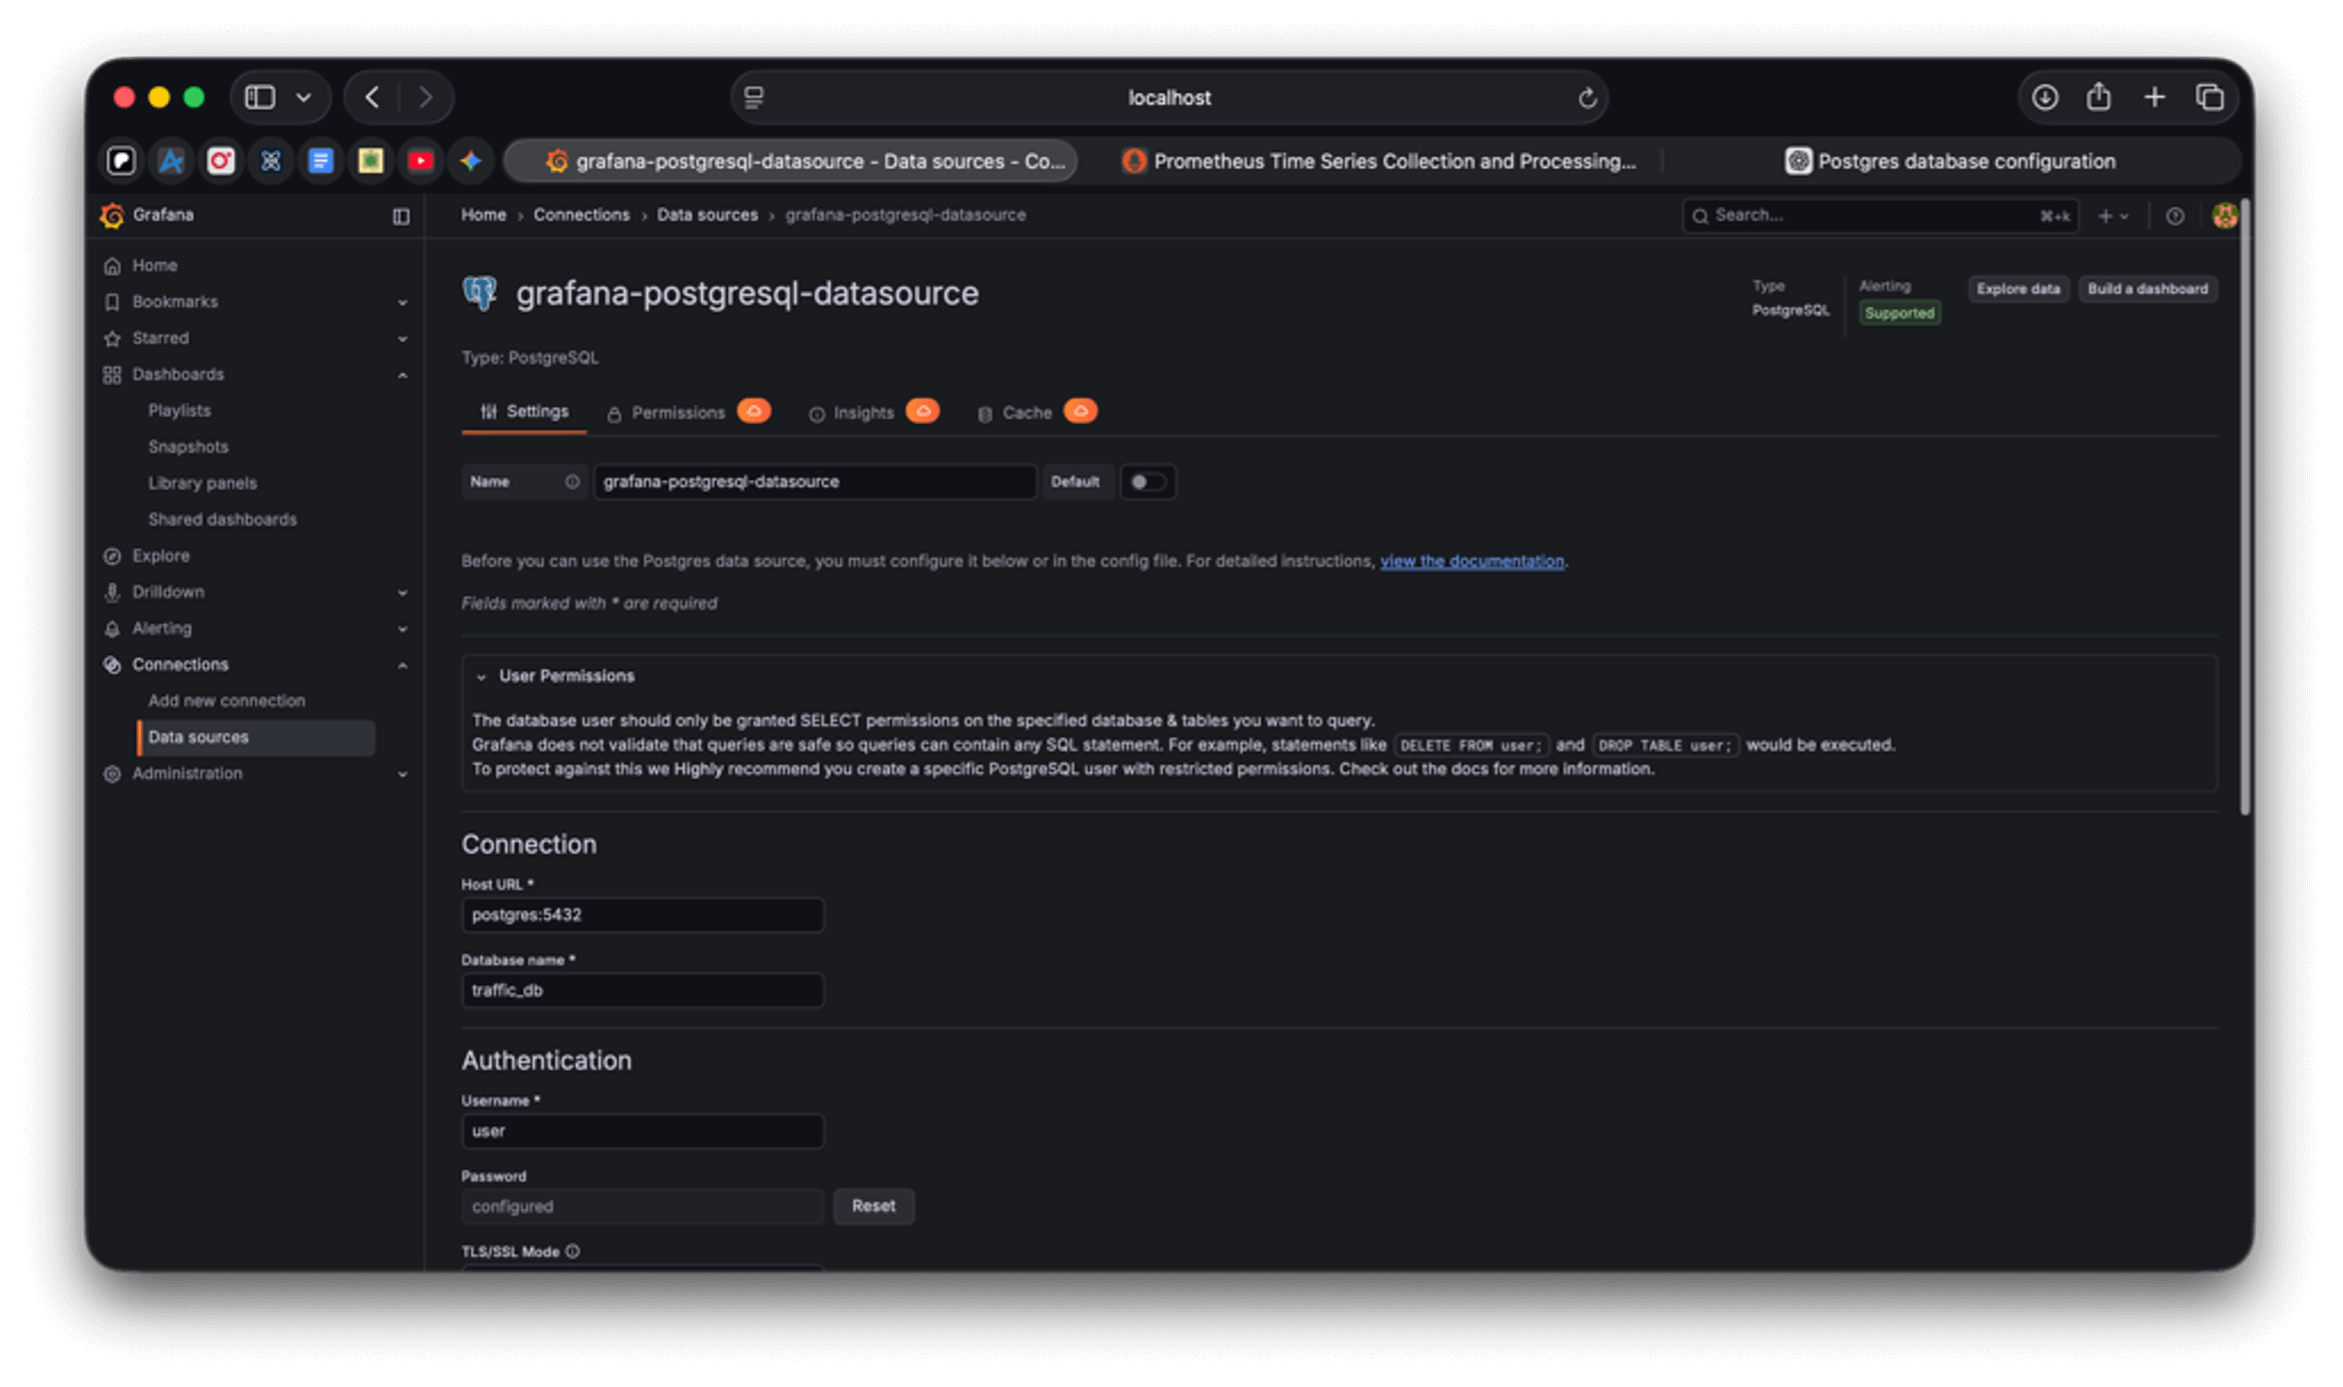 localhost
grafana-postgresql-datasource - Data sources - Co...
Prometheus Time Series Collection and Processing...
Postgres database configuration
Grafana
Home › Connections › Data sources › grafana-postgresql-datasource
Search...
⌘+k
Home
Bookmarks
Starred
Dashboards
Playlists
Snapshots
Library panels
Shared dashboards
Explore
Drilldown
Alerting
Connections
Add new connection
Data sources
Administration
grafana-postgresql-datasource
Type
PostgreSQL
Alerting
Supported
Explore data
Build a dashboard
Type: PostgreSQL
Settings
Permissions
Insights
Cache
Name
grafana-postgresql-datasource
Default
Before you can use the Postgres data source, you must configure it below or in the config file. For detailed instructions, view the documentation.
Fields marked with * are required
User Permissions
The database user should only be granted SELECT permissions on the specified database & tables you want to query.
Grafana does not validate that queries are safe so queries can contain any SQL statement. For example, statements like DELETE FROM user; and DROP TABLE user; would be executed.
To protect against this we Highly recommend you create a specific PostgreSQL user with restricted permissions. Check out the docs for more information.
Connection
Host URL *
postgres:5432
Database name *
traffic_db
Authentication
Username *
user
Password
configured
Reset
TLS/SSL Mode